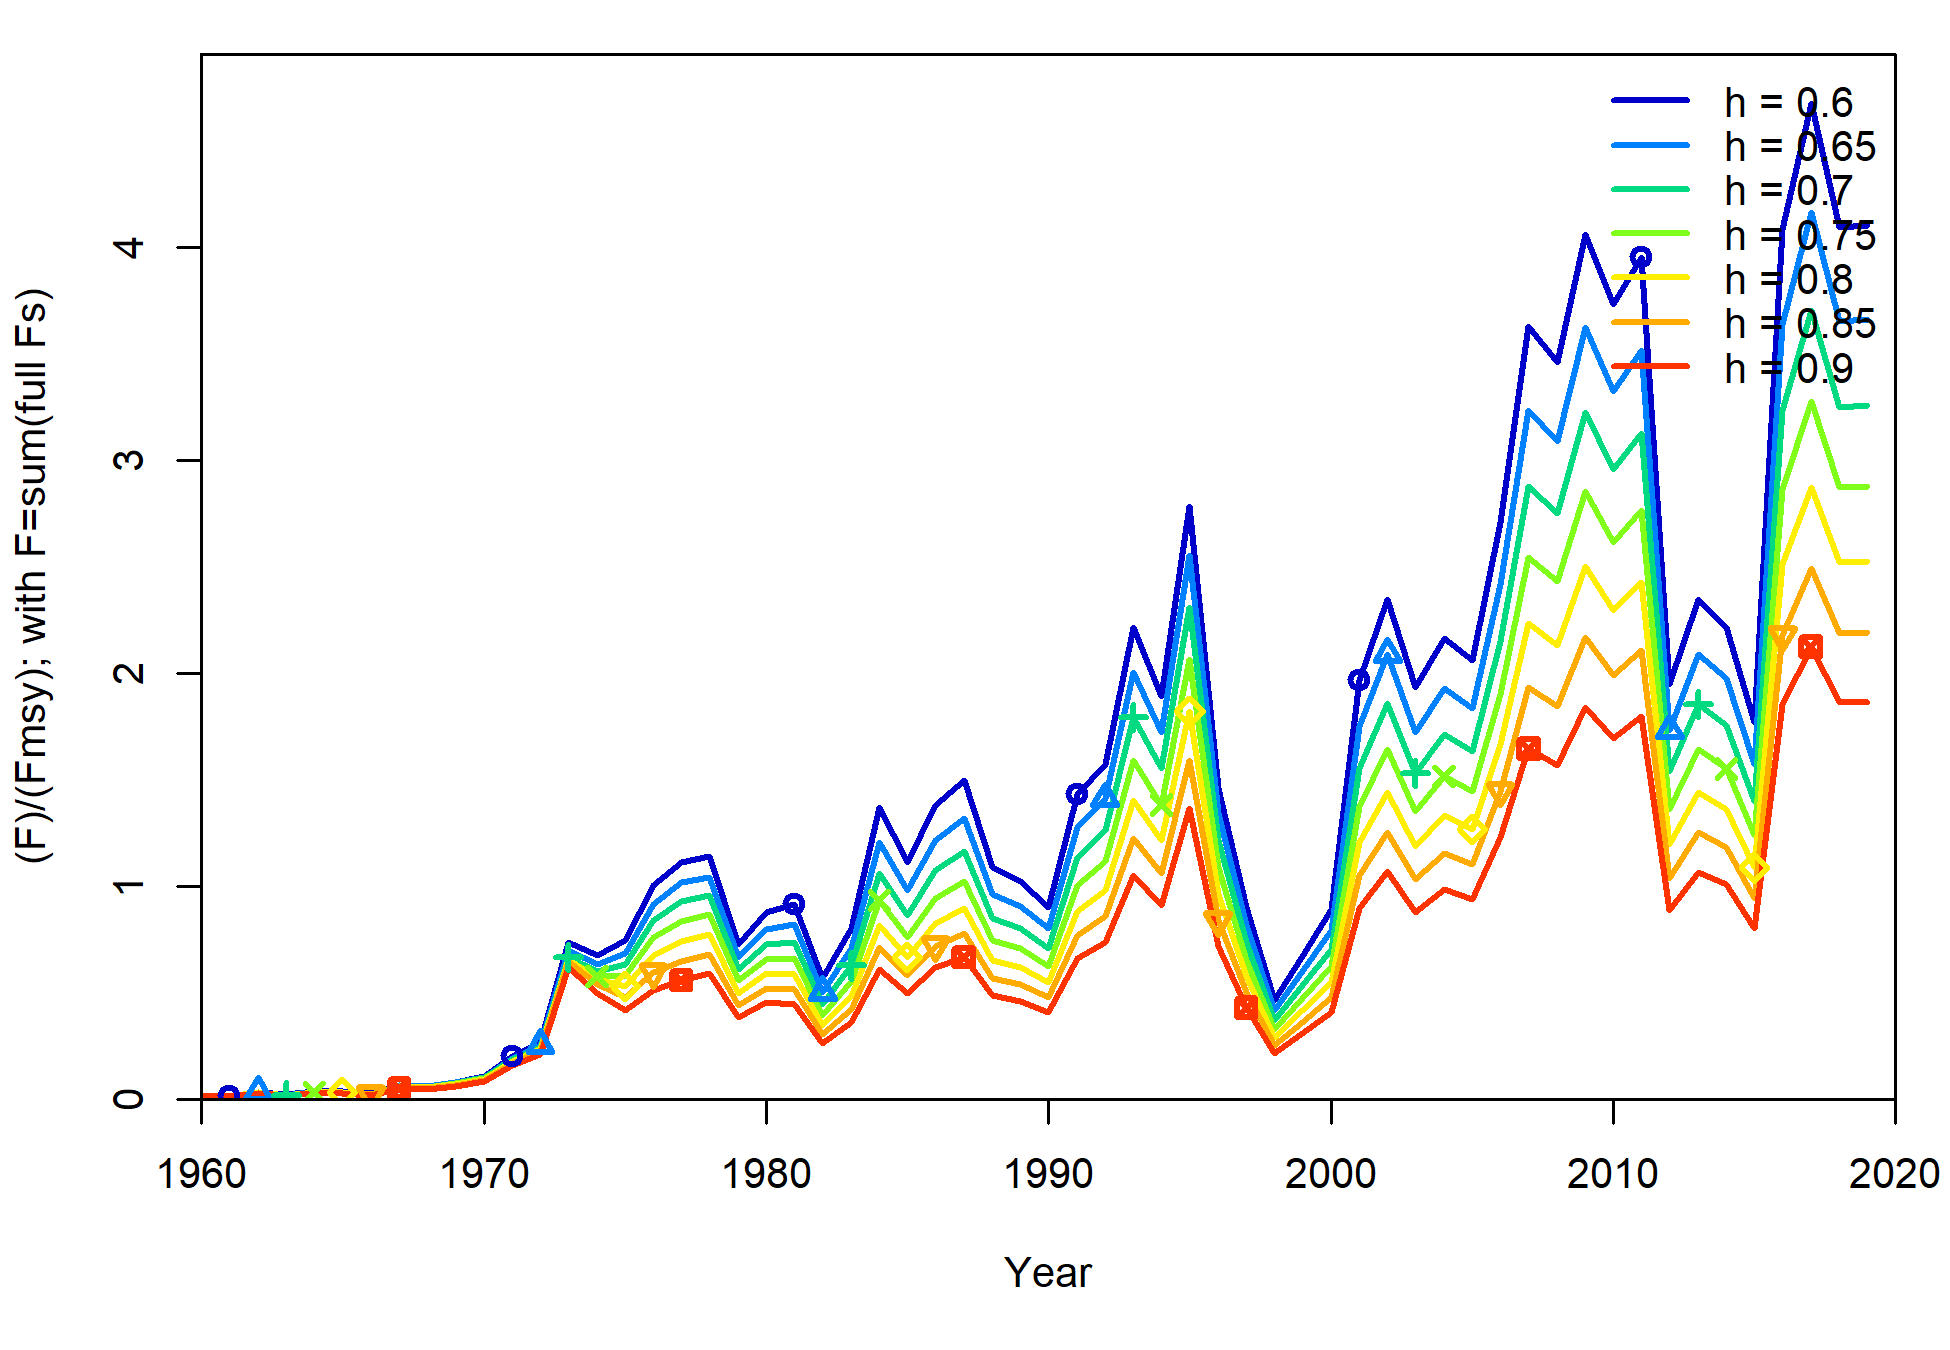 h = 0.6
h = 0.65
h = 0.7
h = 0.75
h = 0.8
h = 0.85
h = 0.9
(F)/(Fmsy); with F=sum(full Fs)
4
3
2
1
0
1960 1970 1980 1990 2000 2010 2020
Year